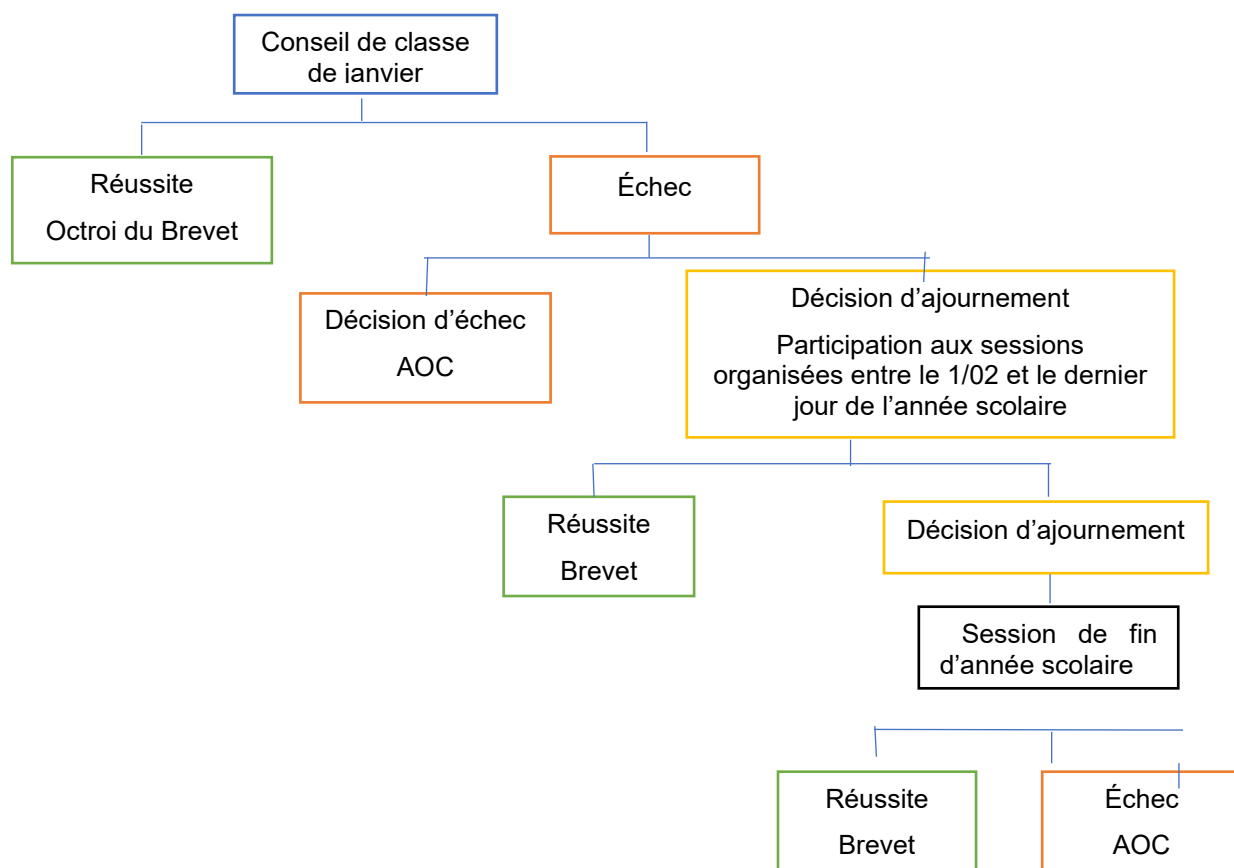 Conseil de classe
de janvier
Réussite
Octroi du Brevet
Échec
Décision d'échec
AOC
Décision d'ajournement
Participation aux sessions
organisées entre le 1/02 et le dernier
jour de l'année scolaire
Réussite
Brevet
Décision d'ajournement
Session de fin
d'année scolaire
Réussite
Brevet
Échec
AOC